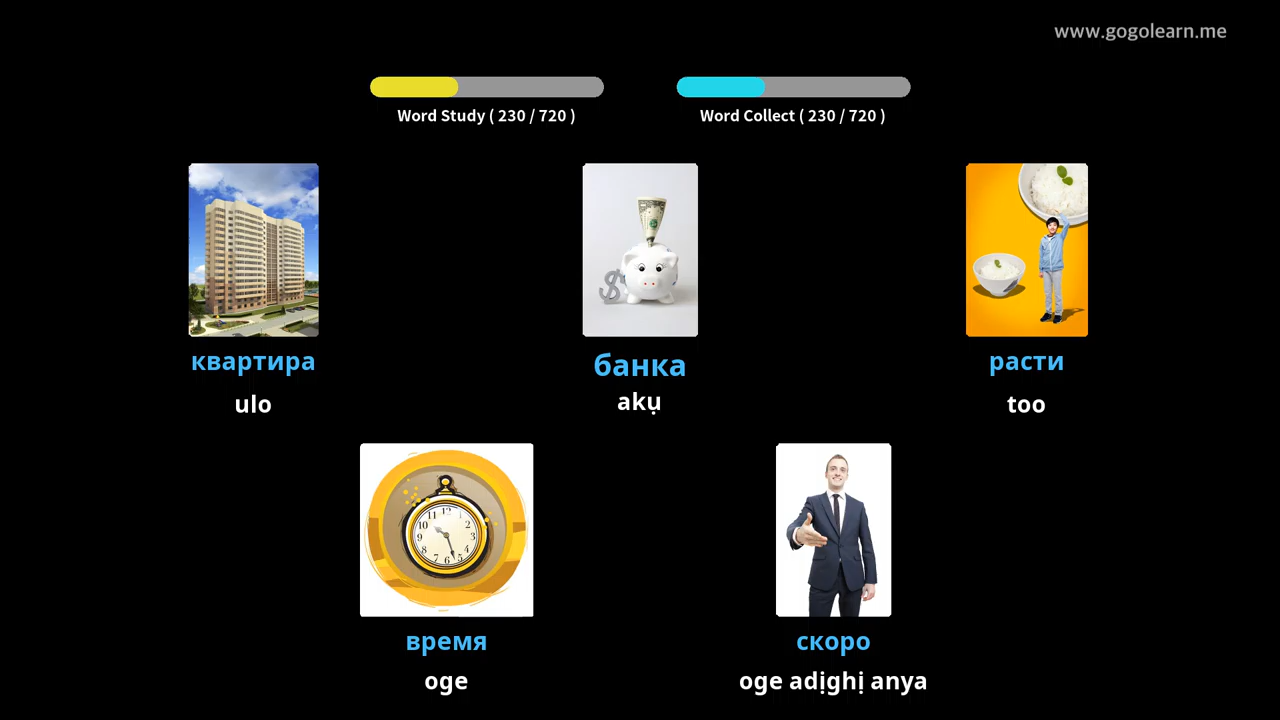 www.gogolearn.me
Word Study ( 230 / 720 )
Word Collect ( 230 / 720 )
квартира
ulo
банка
akụ
расти
too
время
oge
скоро
oge adịghị anya